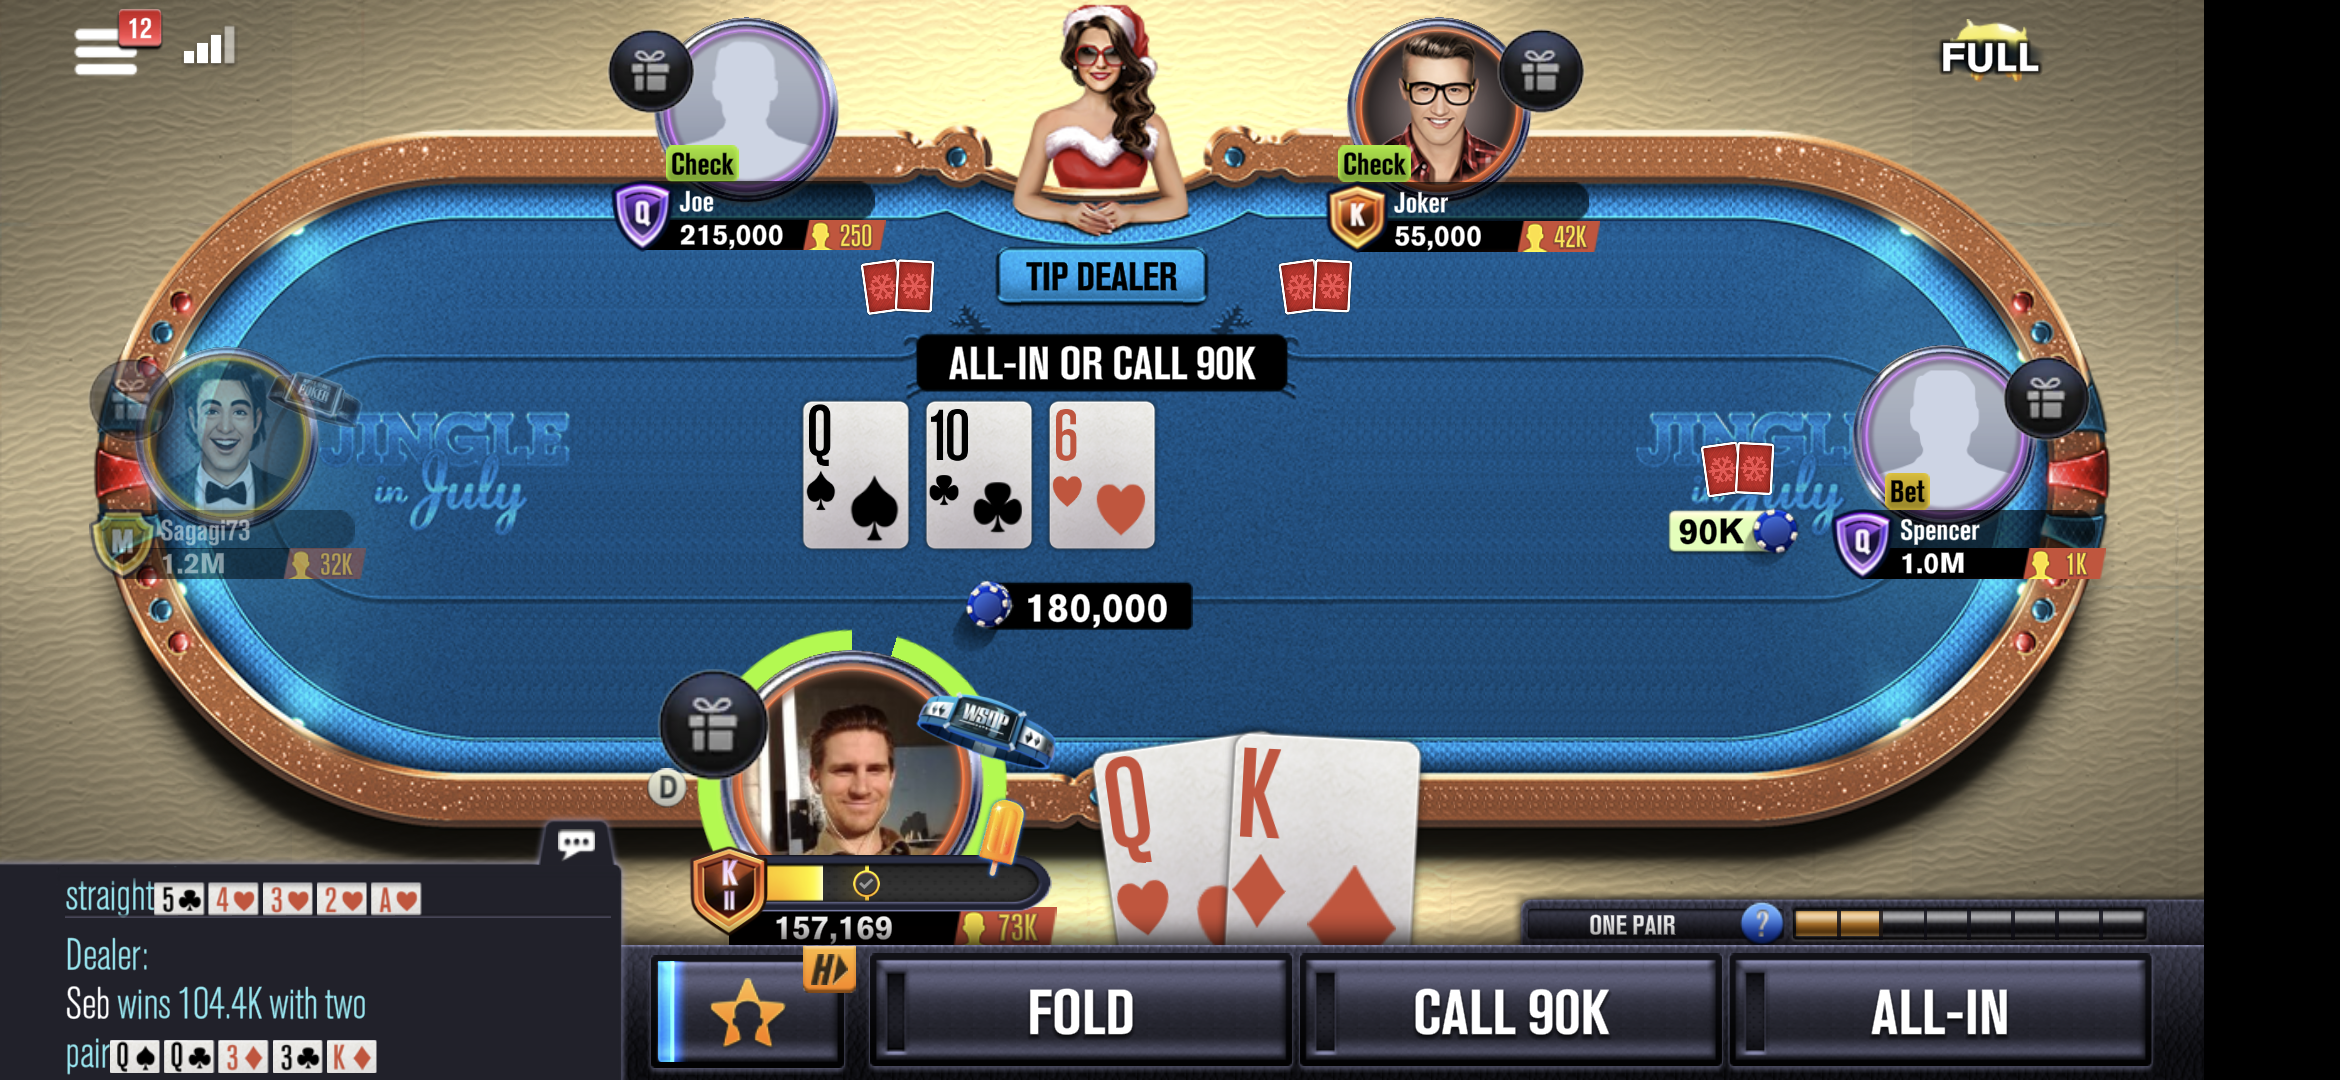 12
FULL
Check
Q Joe
215,000 250
Check
K Joker
55,000 42K
TIP DEALER
ALL-IN OR CALL 90K
Q 10 6
POKER
M Sagagi73
1.2M 32K
JINGLE
in July
JINGL
in July
Bet
90K
Q Spencer
1.0M 1K
180,000
WSOP
D
Q K
K
II
157,169 73K
ONE PAIR ?
straight 5♣ 4♥ 3♥ 2♥ A♥
Dealer:
Seb wins 104.4K with two
pair Q♠ Q♣ 3♦ 3♣ K♦
H
FOLD
CALL 90K
ALL-IN